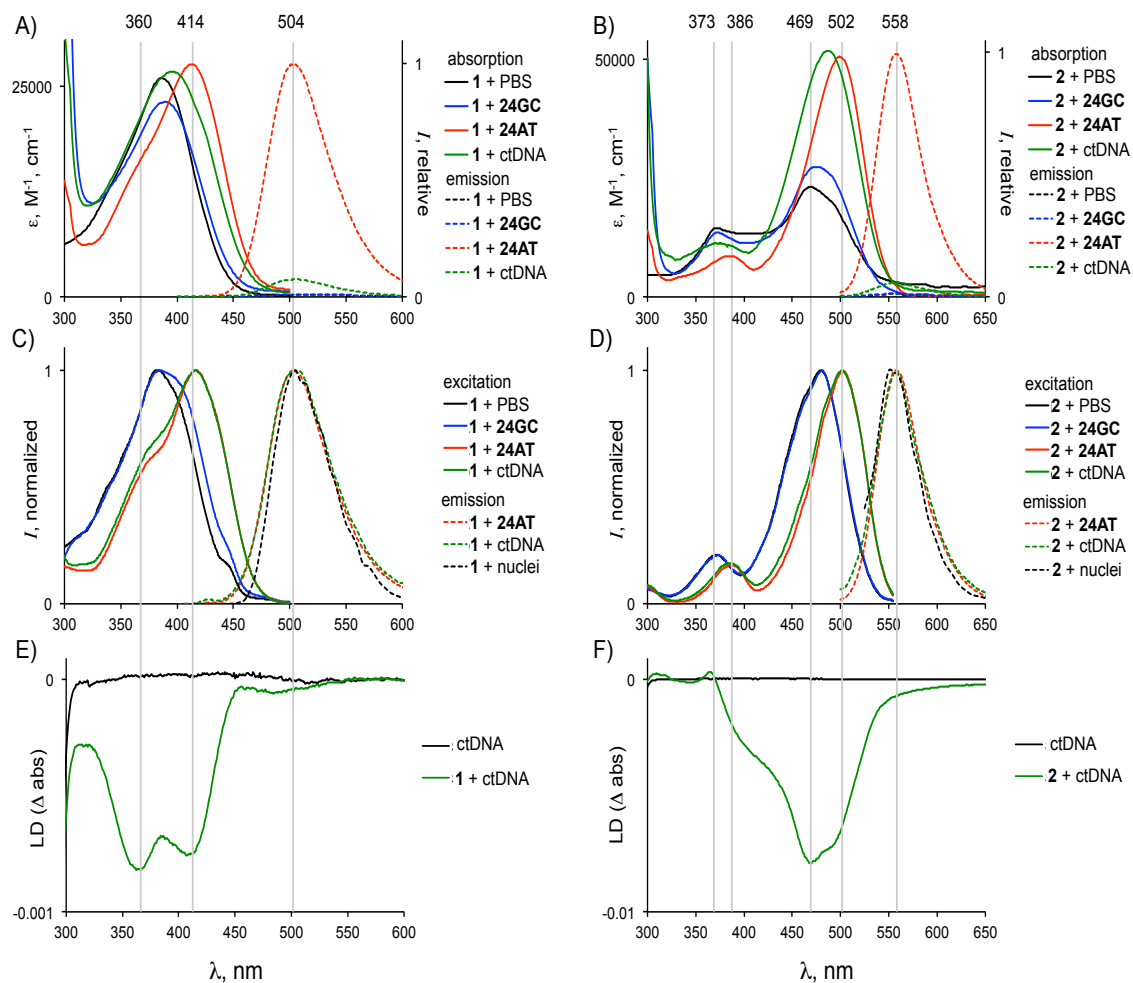 A)
360 414 504
ε, M-1, cm-1
25000
0
1
0
I, relative
300 350 400 450 500 550 600
absorption
1 + PBS
1 + 24GC
1 + 24AT
1 + ctDNA
emission
1 + PBS
1 + 24GC
1 + 24AT
1 + ctDNA
B)
373 386 469 502 558
ε, M-1, cm-1
50000
0
1
0
I, relative
300 350 400 450 500 550 600 650
absorption
2 + PBS
2 + 24GC
2 + 24AT
2 + ctDNA
emission
2 + PBS
2 + 24GC
2 + 24AT
2 + ctDNA
C)
I, normalized
1
0
300 350 400 450 500 550 600
excitation
1 + PBS
1 + 24GC
1 + 24AT
1 + ctDNA
emission
1 + 24AT
1 + ctDNA
1 + nuclei
D)
I, normalized
1
0
300 350 400 450 500 550 600 650
excitation
2 + PBS
2 + 24GC
2 + 24AT
2 + ctDNA
emission
2 + 24AT
2 + ctDNA
2 + nuclei
E)
LD (Δ abs)
0
-0.001
300 350 400 450 500 550 600
λ, nm
ctDNA
1 + ctDNA
F)
LD (Δ abs)
0
-0.01
300 350 400 450 500 550 600 650
λ, nm
ctDNA
2 + ctDNA